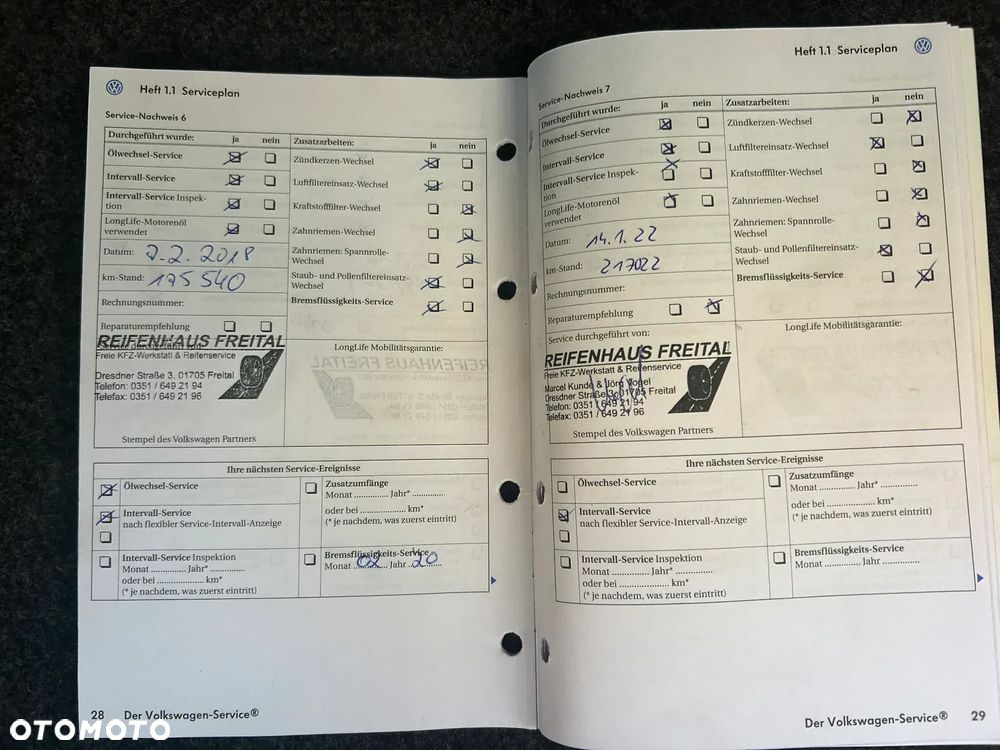 Heft 1.1 Serviceplan
Service-Nachweis 6
Durchgeführt wurde: ja nein
Ölwechsel-Service
Intervall-Service
Intervall-Service Inspek-
tion
LongLife-Motorenöl
verwendet
Datum: 7.2.2018
km-Stand: 175540
Rechnungsnummer:
Reparaturempfehlung
Service durchgeführt von:
REIFENHAUS FREITAL
Freie KFZ-Werkstatt & Reifenservice
Dresdner Straße 3. 01705 Freital
Telefon: 0351 / 649 21 94
Telefax: 0351 / 649 21 96
Stempel des Volkswagen Partners
Zusatzarbeiten: ja nein
Zündkerzen-Wechsel
Luftfiltereinsatz-Wechsel
Kraftstofffilter-Wechsel
Zahnriemen-Wechsel
Zahnriemen: Spannrolle-
Wechsel
Staub- und Pollenfiltereinsatz-
Wechsel
Bremsflüssigkeits-Service
LongLife Mobilitätsgarantie:
Ihre nächsten Service-Ereignisse
Ölwechsel-Service
Intervall-Service
nach flexibler Service-Intervall-Anzeige
Intervall-Service Inspektion
Monat ............ Jahr* ..............
oder bei ................... km*
(* je nachdem, was zuerst eintritt)
Zusatzumfänge
Monat .............. Jahr* ..............
oder bei ................... km*
(* je nachdem, was zuerst eintritt)
Bremsflüssigkeits-Service
Monat 02 Jahr 20
28 Der Volkswagen-Service®
Heft 1.1 Serviceplan
Service-Nachweis 7
Durchgeführt wurde: ja nein
Ölwechsel-Service
Intervall-Service
Intervall-Service Inspek-
tion
LongLife-Motorenöl
verwendet
Datum: 14.1.22
km-Stand: 217022
Rechnungsnummer:
Reparaturempfehlung
Service durchgeführt von:
REIFENHAUS FREITAL
Freie KFZ-Werkstatt & Reifenservice
Marcel Kunde & Jörg Vogel
Dresdner Straße 3. 01705 Freital
Telefon: 0351 / 649 21 94
Telefax: 0351 / 649 21 96
Stempel des Volkswagen Partners
Zusatzarbeiten: ja nein
Zündkerzen-Wechsel
Luftfiltereinsatz-Wechsel
Kraftstofffilter-Wechsel
Zahnriemen-Wechsel
Zahnriemen: Spannrolle-
Wechsel
Staub- und Pollenfiltereinsatz-
Wechsel
Bremsflüssigkeits-Service
LongLife Mobilitätsgarantie:
Ihre nächsten Service-Ereignisse
Ölwechsel-Service
Intervall-Service
nach flexibler Service-Intervall-Anzeige
Intervall-Service Inspektion
Monat ............ Jahr* ..............
oder bei ................... km*
(* je nachdem, was zuerst eintritt)
Zusatzumfänge
Monat .............. Jahr* ..............
oder bei ................... km*
(* je nachdem, was zuerst eintritt)
Bremsflüssigkeits-Service
Monat .............. Jahr ..............
Der Volkswagen-Service® 29
OTOMOTO